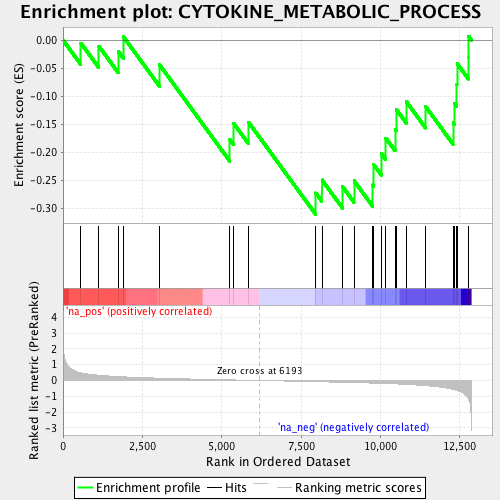 Enrichment plot: CYTOKINE_METABOLIC_PROCESS
Enrichment score (ES)
0.00
-0.05
-0.10
-0.15
-0.20
-0.25
-0.30
'na_pos' (positively correlated)
Ranked list metric (PreRanked)
4
3
2
1
0
-1
-2
-3
Zero cross at 6193
'na_neg' (negatively correlated)
0
2,500
5,000
7,500
10,000
12,500
Rank in Ordered Dataset
Enrichment profile
Hits
Ranking metric scores